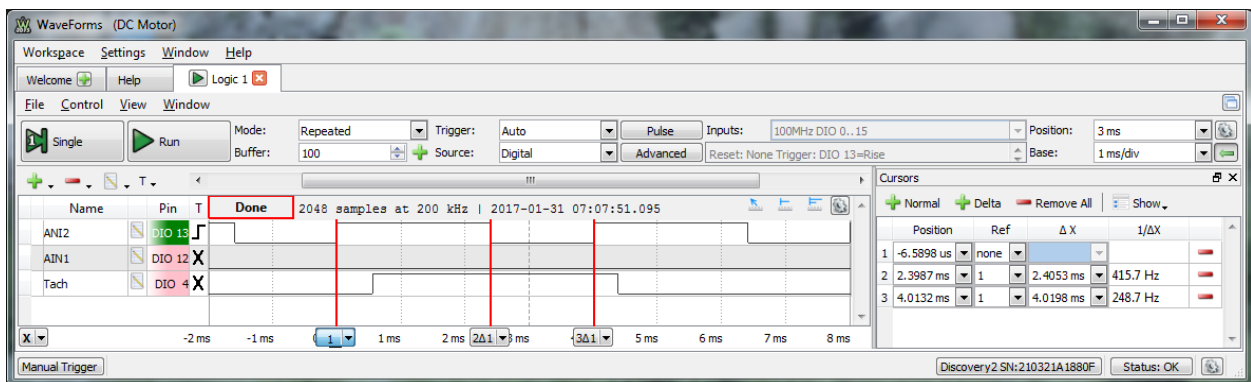 WaveForms (DC Motor)
Workspace Settings Window Help
Welcome Help Logic 1
File Control View Window
Single Run Mode: Repeated Trigger: Auto Pulse Inputs: 100MHz DIO 0..15 Position: 3 ms
Buffer: 100 Source: Digital Advanced Reset: None Trigger: DIO 13=Rise Base: 1 ms/div
T Cursors
Name Pin T Done 2048 samples at 200 kHz | 2017-01-31 07:07:51.095 Normal Delta Remove All Show
Position Ref Δ X 1/ΔX
ANI2 DIO 13
1 -6.5898 us none
AIN1 DIO 12 X
2 2.3987 ms 1 2.4053 ms 415.7 Hz
Tach DIO 4 X
3 4.0132 ms 1 4.0198 ms 248.7 Hz
X -2 ms -1 ms 1 1 ms 2 ms 2Δ1 3 ms 3Δ1 5 ms 6 ms 7 ms 8 ms
Manual Trigger Discovery2 SN:210321A1880F Status: OK